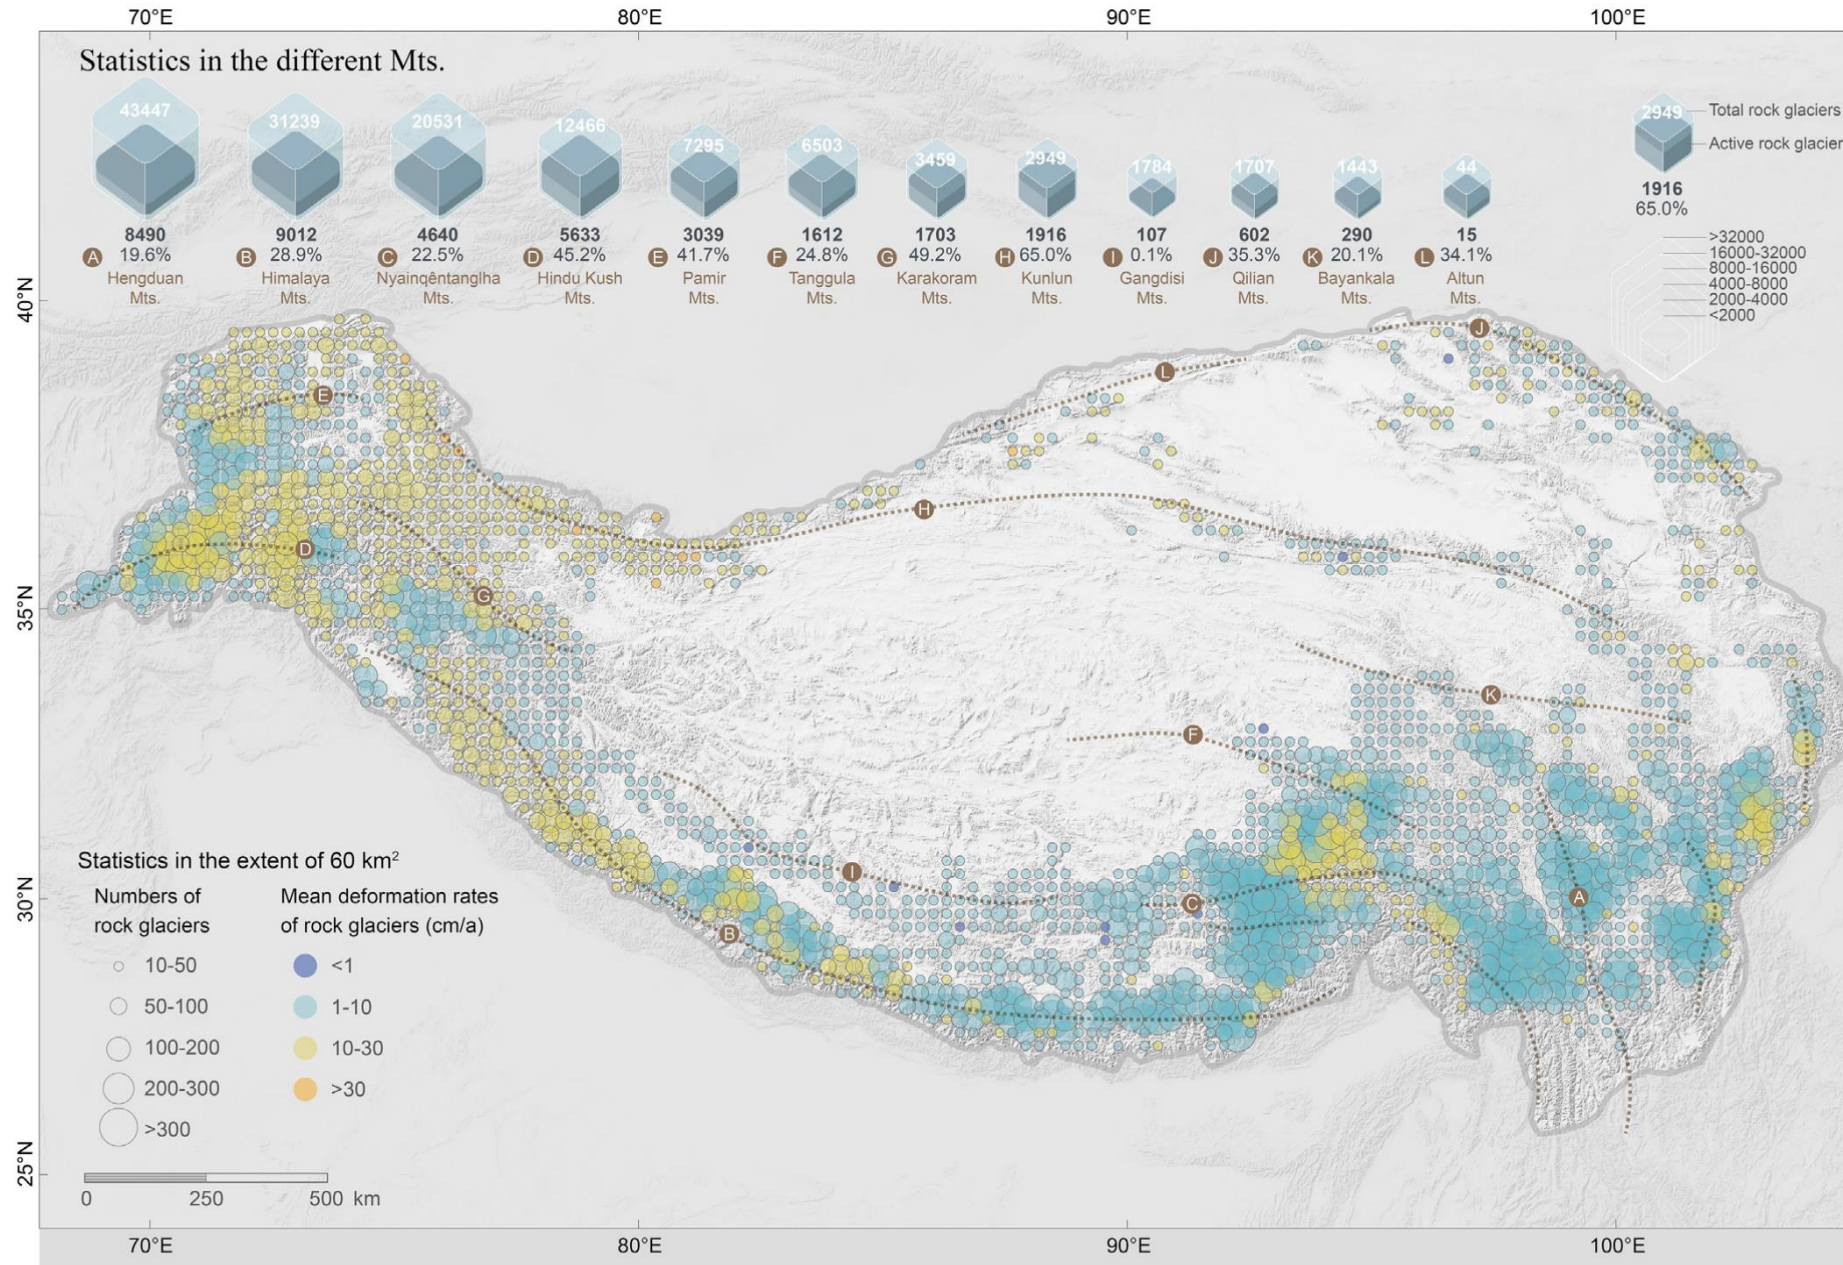 70°E 80°E 90°E 100°E
Statistics in the different Mts.
43447 31239 20531 12466 7295 6503 3459 2949 1784 1707 1443 44
8490 9012 4640 5633 3039 1612 1703 1916 107 602 290 15
19.6% 28.9% 22.5% 45.2% 41.7% 24.8% 49.2% 65.0% 0.1% 35.3% 20.1% 34.1%
A B C D E F G H I J K L
Hengduan Himalaya Nyainqêntanglha Hindu Kush Pamir Tanggula Karakoram Kunlun Gangdisi Qilian Bayankala Altun
Mts. Mts. Mts. Mts. Mts. Mts. Mts. Mts. Mts. Mts. Mts. Mts.
2949 Total rock glaciers
Active rock glacier
1916
65.0%
>32000
16000-32000
8000-16000
4000-8000
2000-4000
<2000
40°N
35°N
30°N
25°N
J
L
E
H
D
G
K
F
I
A
C
B
Statistics in the extent of 60 km²
Numbers of
rock glaciers
10-50
50-100
100-200
200-300
>300
Mean deformation rates
of rock glaciers (cm/a)
<1
1-10
10-30
>30
0 250 500 km
70°E 80°E 90°E 100°E